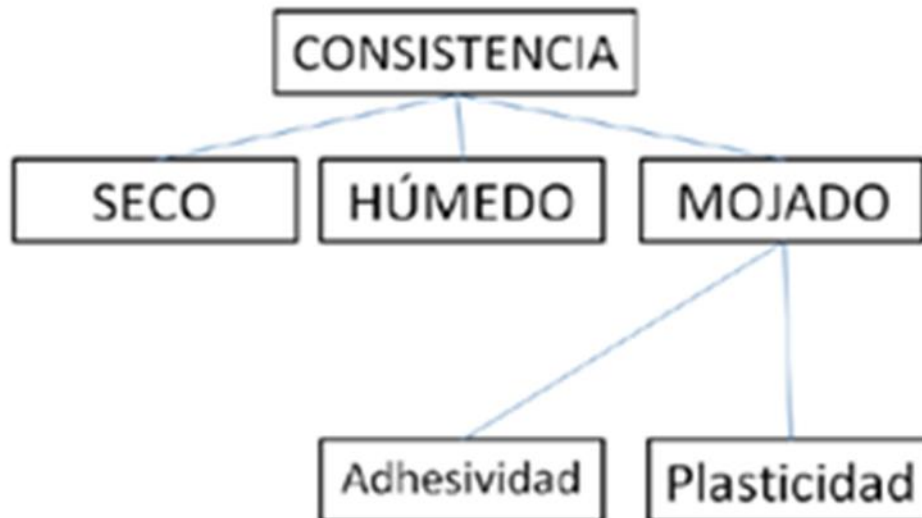 CONSISTENCIA
SECO
HÚMEDO
MOJADO
Adhesividad
Plasticidad